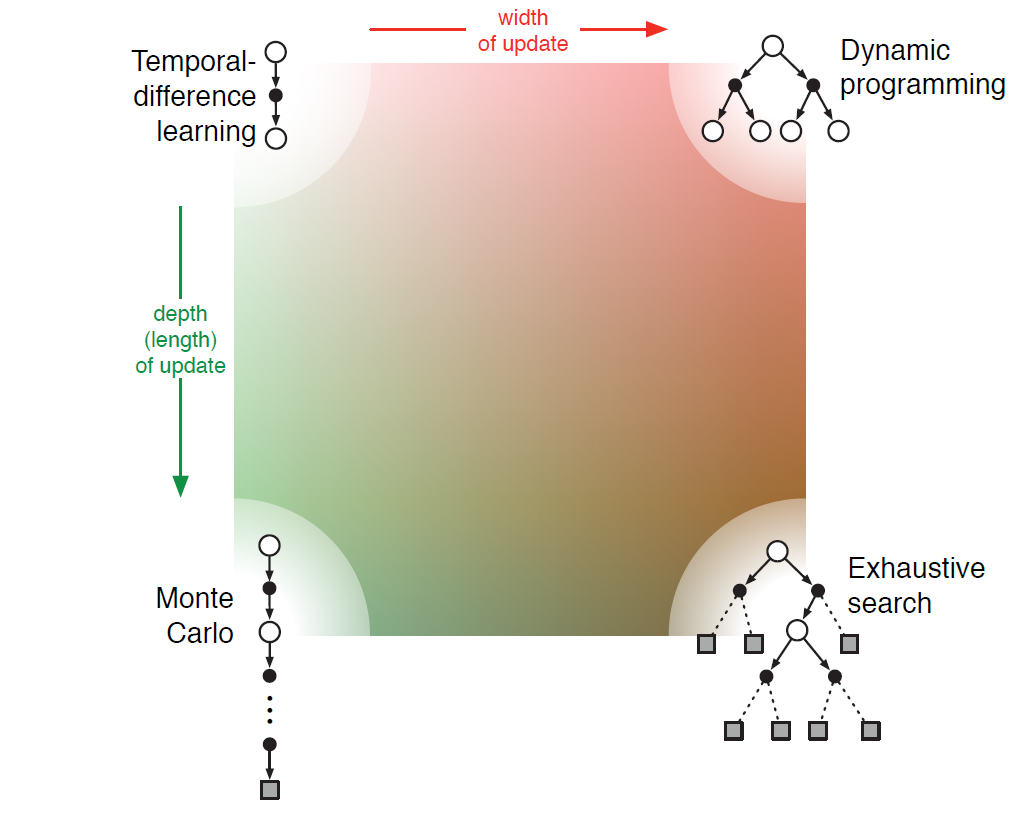 width
of update
Temporal-
difference
learning
Dynamic
programming
depth
(length)
of update
Monte
Carlo
Exhaustive
search